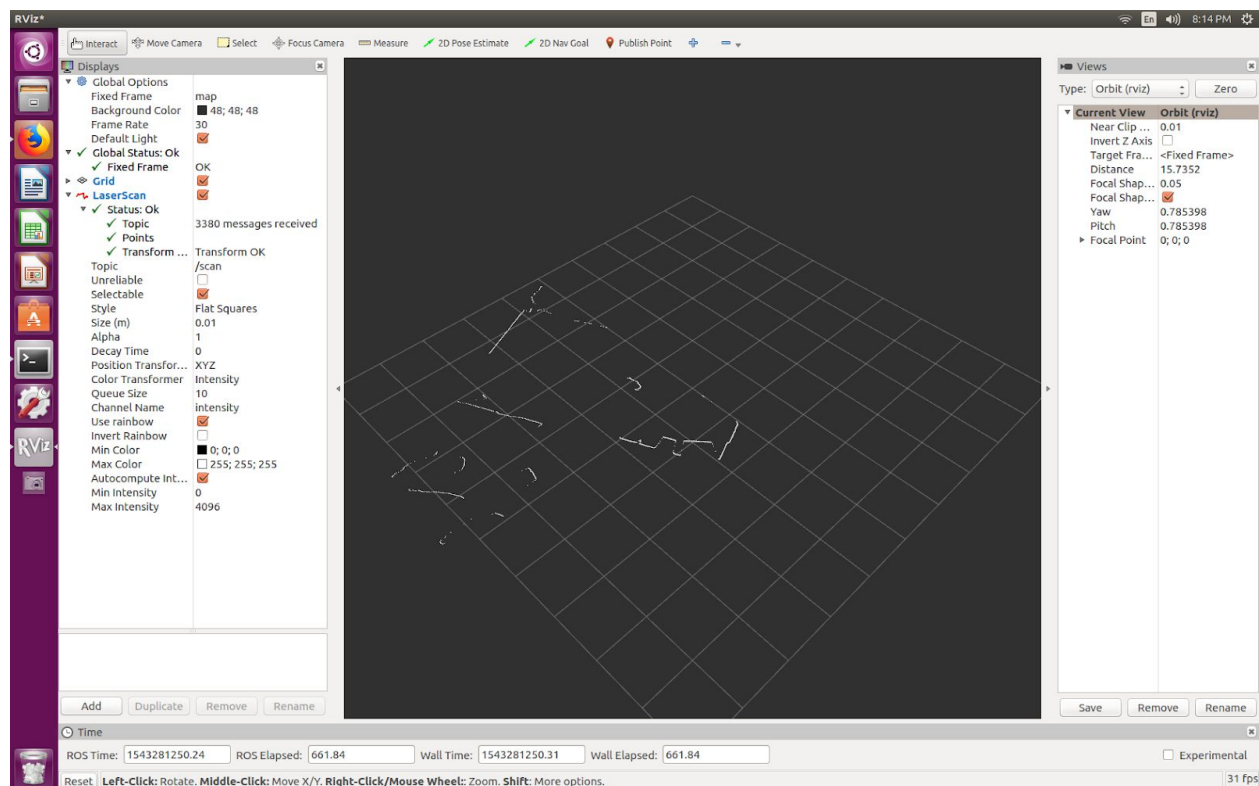 RViz*
En 8:14 PM
Interact Move Camera Select Focus Camera Measure 2D Pose Estimate 2D Nav Goal Publish Point
Displays
Global Options
Fixed Frame map
Background Color 48; 48; 48
Frame Rate 30
Default Light
Global Status: Ok
Fixed Frame OK
Grid
LaserScan
Status: Ok
Topic 3380 messages received
Points
Transform ... Transform OK
Topic /scan
Unreliable
Selectable
Style Flat Squares
Size (m) 0.01
Alpha 1
Decay Time 0
Position Transfor... XYZ
Color Transformer Intensity
Queue Size 10
Channel Name intensity
Use rainbow
Invert Rainbow
Min Color 0; 0; 0
Max Color 255; 255; 255
Autocompute Int...
Min Intensity 0
Max Intensity 4096
Add Duplicate Remove Rename
Views
Type: Orbit (rviz) Zero
Current View Orbit (rviz)
Near Clip ... 0.01
Invert Z Axis
Target Fra... <Fixed Frame>
Distance 15.7352
Focal Shap... 0.05
Focal Shap...
Yaw 0.785398
Pitch 0.785398
Focal Point 0; 0; 0
Save Remove Rename
RViz
Time
ROS Time: 1543281250.24 ROS Elapsed: 661.84 Wall Time: 1543281250.31 Wall Elapsed: 661.84 Experimental
Reset Left-Click: Rotate. Middle-Click: Move X/Y. Right-Click/Mouse Wheel:: Zoom. Shift: More options. 31 fps